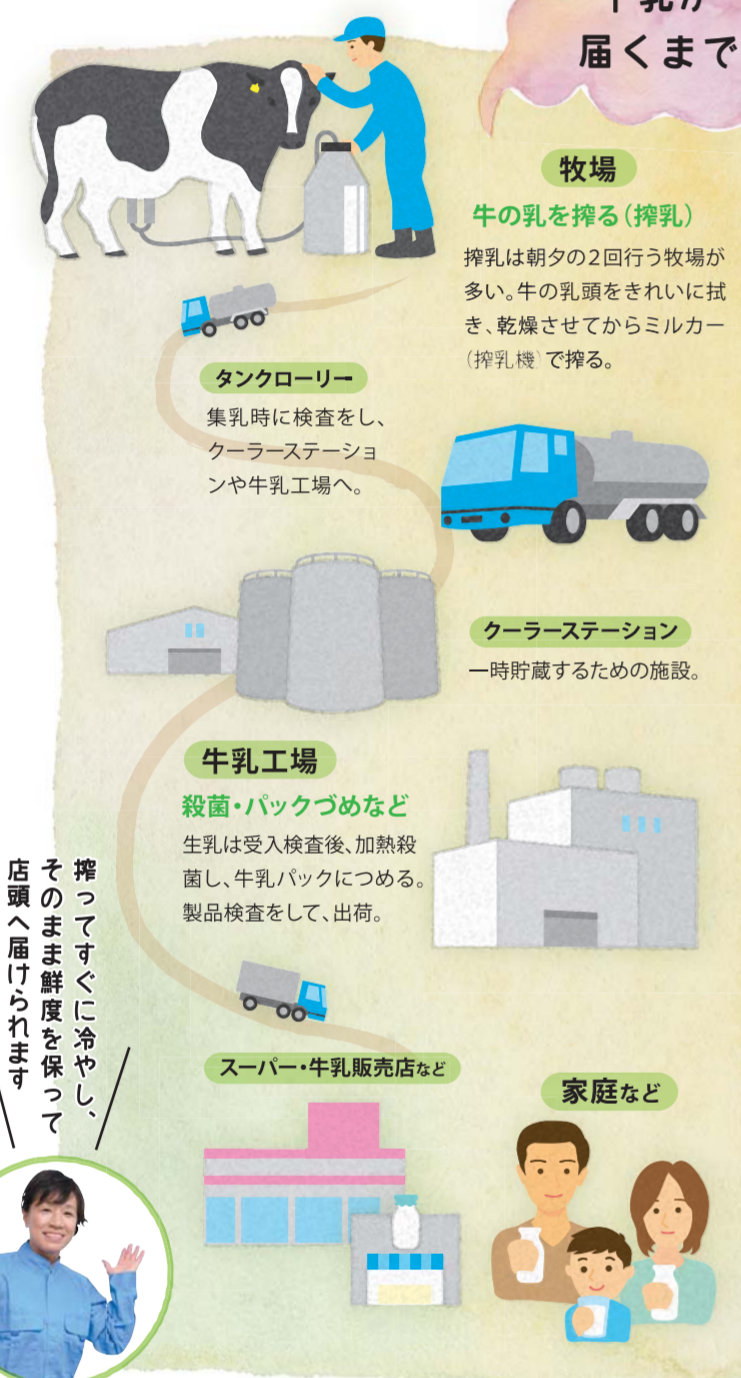 届くまで
牧場
牛の乳を搾る（搾乳）
搾乳は朝夕の2回行う牧場が
多い。牛の乳頭をきれいに拭
き、乾燥させてからミルカー
（搾乳機）で搾る。
タンクローリー
集乳時に検査をし、
クーラーステーショ
ンや牛乳工場へ。
クーラーステーション
一時貯蔵するための施設。
牛乳工場
殺菌・パックづめなど
生乳は受入検査後、加熱殺
菌し、牛乳パックにつめる。
製品検査をして、出荷。
搾ってすぐに冷やし、
そのまま鮮度を保って
店頭へ届けられます
スーパー・牛乳販売店など
家庭など